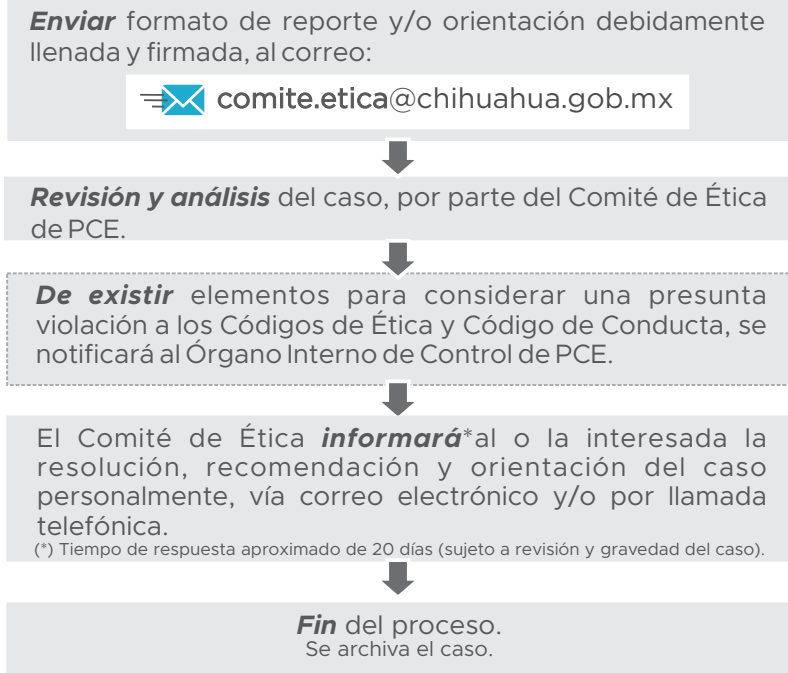 Enviar formato de reporte y/o orientación debidamente
llenada y firmada, al correo:
comite.etica@chihuahua.gob.mx
Revisión y análisis del caso, por parte del Comité de Ética
de PCE.
De existir elementos para considerar una presunta
violación a los Códigos de Ética y Código de Conducta, se
notificará al Órgano Interno de Control de PCE.
El Comité de Ética informará*al o la interesada la
resolución, recomendación y orientación del caso
personalmente, vía correo electrónico y/o por llamada
telefónica.
(*) Tiempo de respuesta aproximado de 20 días (sujeto a revisión y gravedad del caso).
Fin del proceso.
Se archiva el caso.